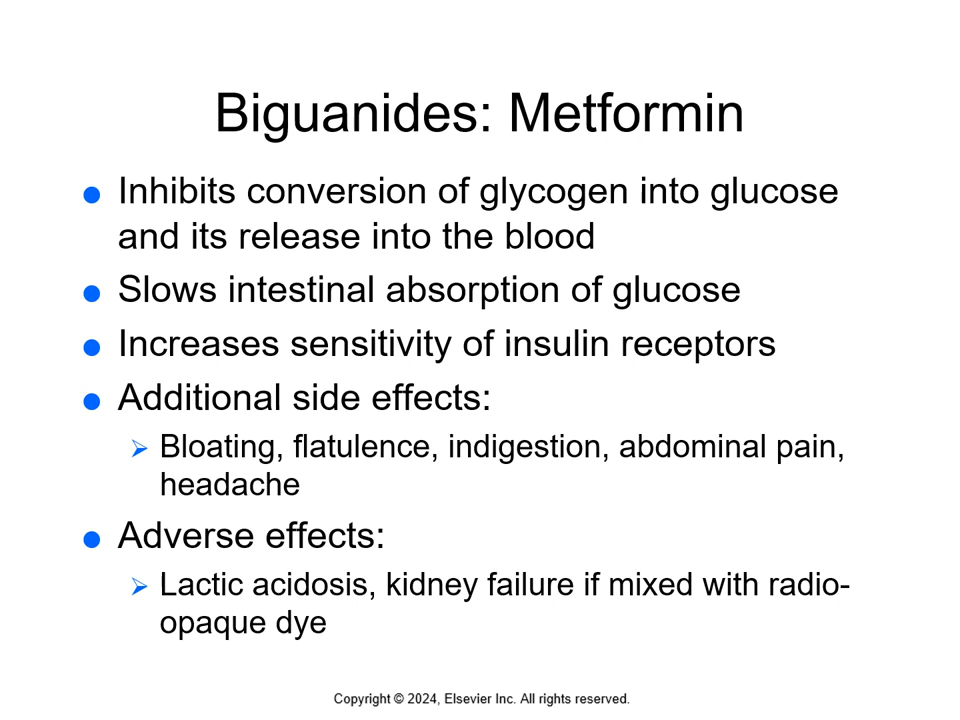 Biguanides: Metformin
Inhibits conversion of glycogen into glucose
and its release into the blood
Slows intestinal absorption of glucose
Increases sensitivity of insulin receptors
Additional side effects:
Bloating, flatulence, indigestion, abdominal pain,
headache
Adverse effects:
Lactic acidosis, kidney failure if mixed with radio-
opaque dye
Copyright © 2024, Elsevier Inc. All rights reserved.